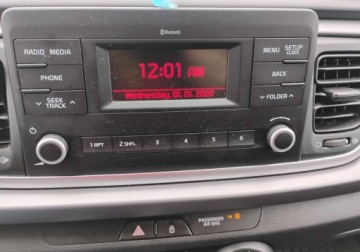 Bluetooth
RADIO MEDIA
MENU SETUP
CLOCK
12:01 AM
PHONE
BACK
Wednesday, 01. 01. 2020
SEEK
TRACK
FOLDER
1 RPT 2 SHFL 3 4 5 6
PASSENGER
AIR BAG